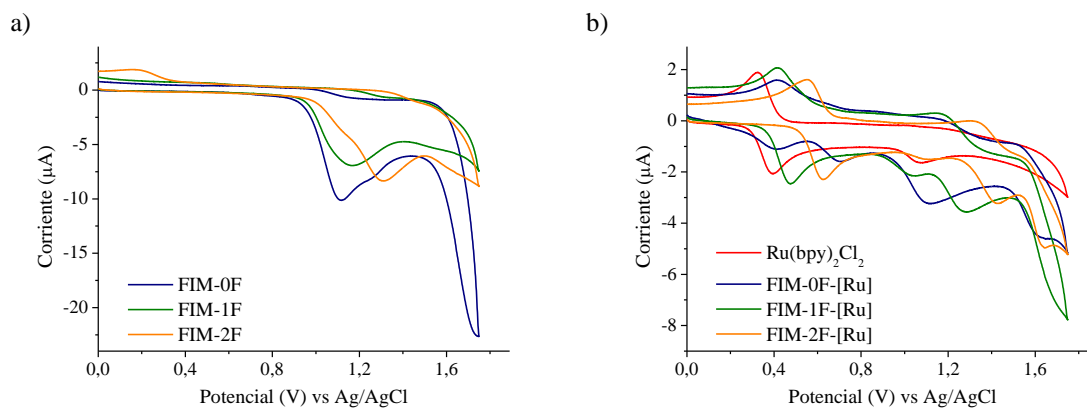 a)
Corriente (μA)
0
-5
-10
-15
-20
FIM-0F
FIM-1F
FIM-2F
0,0 0,4 0,8 1,2 1,6
Potencial (V) vs Ag/AgCl
b)
Corriente (μA)
2
0
-2
-4
-6
-8
Ru(bpy)₂Cl₂
FIM-0F-[Ru]
FIM-1F-[Ru]
FIM-2F-[Ru]
0,0 0,4 0,8 1,2 1,6
Potencial (V) vs Ag/AgCl